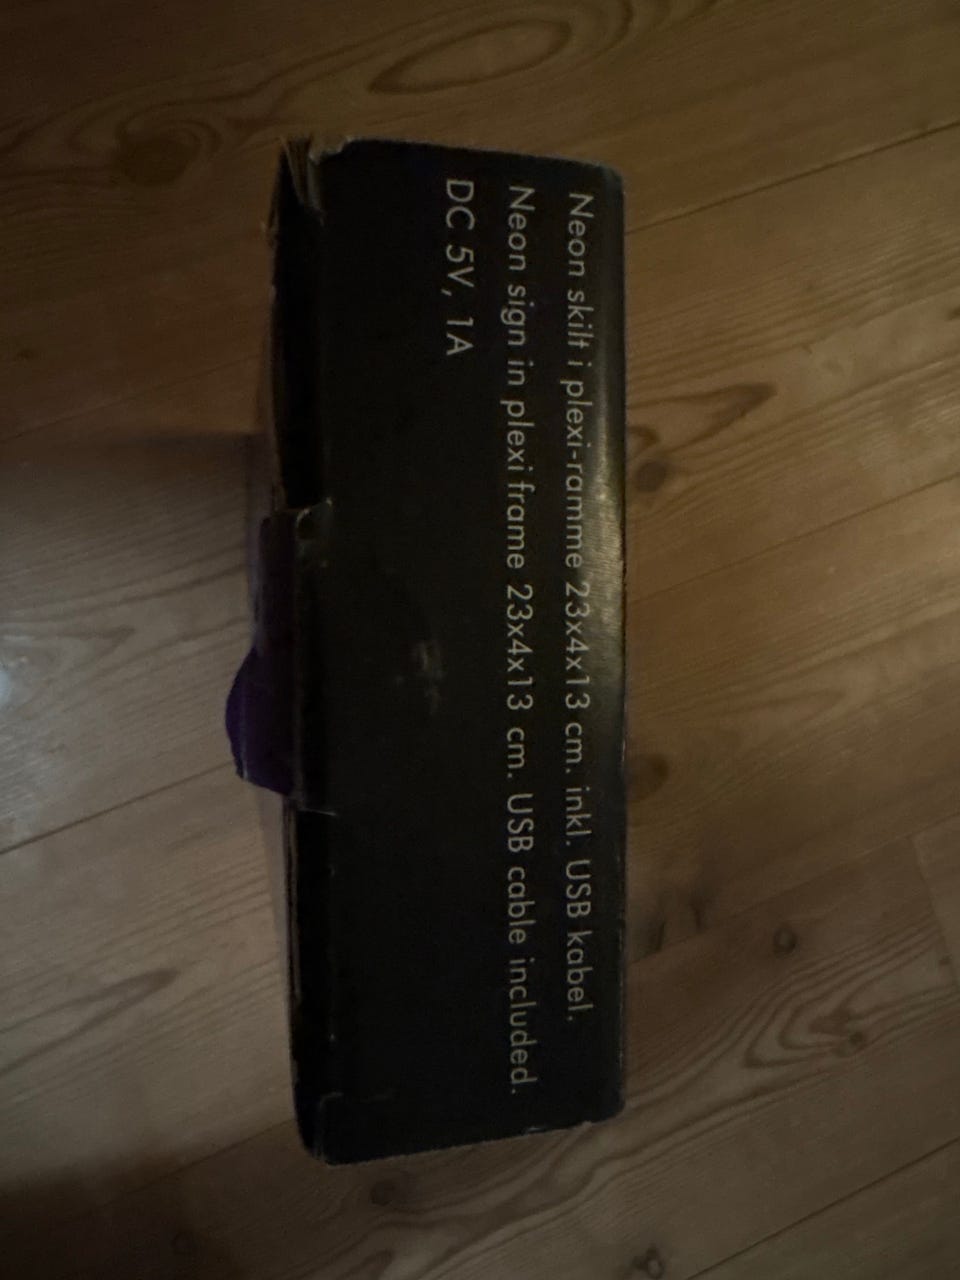 Neon skilt i plexi-ramme 23x4x13 cm. inkl. USB kabel.
Neon sign in plexi frame 23x4x13 cm. USB cable included.
DC 5V, 1A